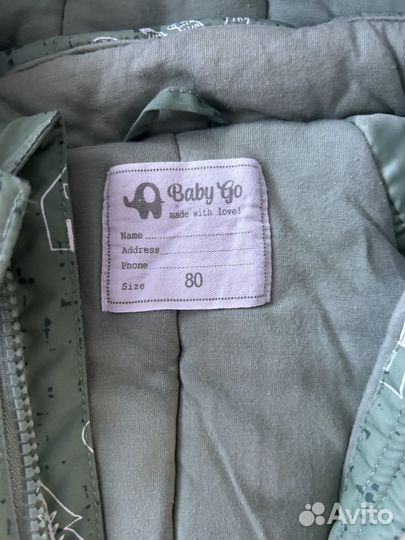 Baby Go
made with love!
Name
Address
Phone
Size 80
Avito